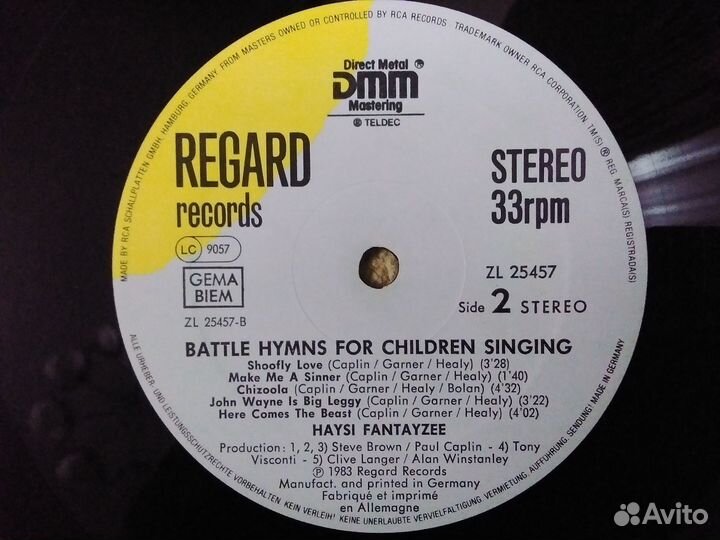 MADE BY RCA SCHALLPLATTEN GMBH, HAMBURG, GERMANY, FROM MASTERS OWNED OR CONTROLLED BY RCA RECORDS. TRADEMARK OWNER RCA CORPORATION TM(S) ® REG. MARCA(S) REGISTRADA(S)
Direct Metal ®
DMM
Mastering
℗ TELDEC
REGARD
records
STEREO
33rpm
LC 9057
GEMA
BIEM
ZL 25457-B
ZL 25457
Side 2 STEREO
BATTLE HYMNS FOR CHILDREN SINGING
Shoofly Love (Caplin / Garner / Healy) (3'28)
Make Me A Sinner (Caplin / Garner / Healy) (1'40)
Chizoola (Caplin / Garner / Healy / Bolan) (4'32)
John Wayne Is Big Leggy (Caplin / Garner / Healy) (3'22)
Here Comes The Beast (Caplin / Garner / Healy) (4'02)
HAYSI FANTAYZEE
Production: 1, 2, 3) Steve Brown / Paul Caplin - 4) Tony
Visconti - 5) Clive Langer / Alan Winstanley
℗ 1983 Regard Records
Manufact. and printed in Germany
Fabriqué et imprimé
en Allemagne
ALLE URHEBER- UND LEISTUNGSSCHUTZRECHTE VORBEHALTEN. KEIN VERLEIH! KEINE UNERLAUBTE VERVIELFÄLTIGUNG, VERMIETUNG, AUFFÜHRUNG, SENDUNG! MADE IN GERMANY
Avito